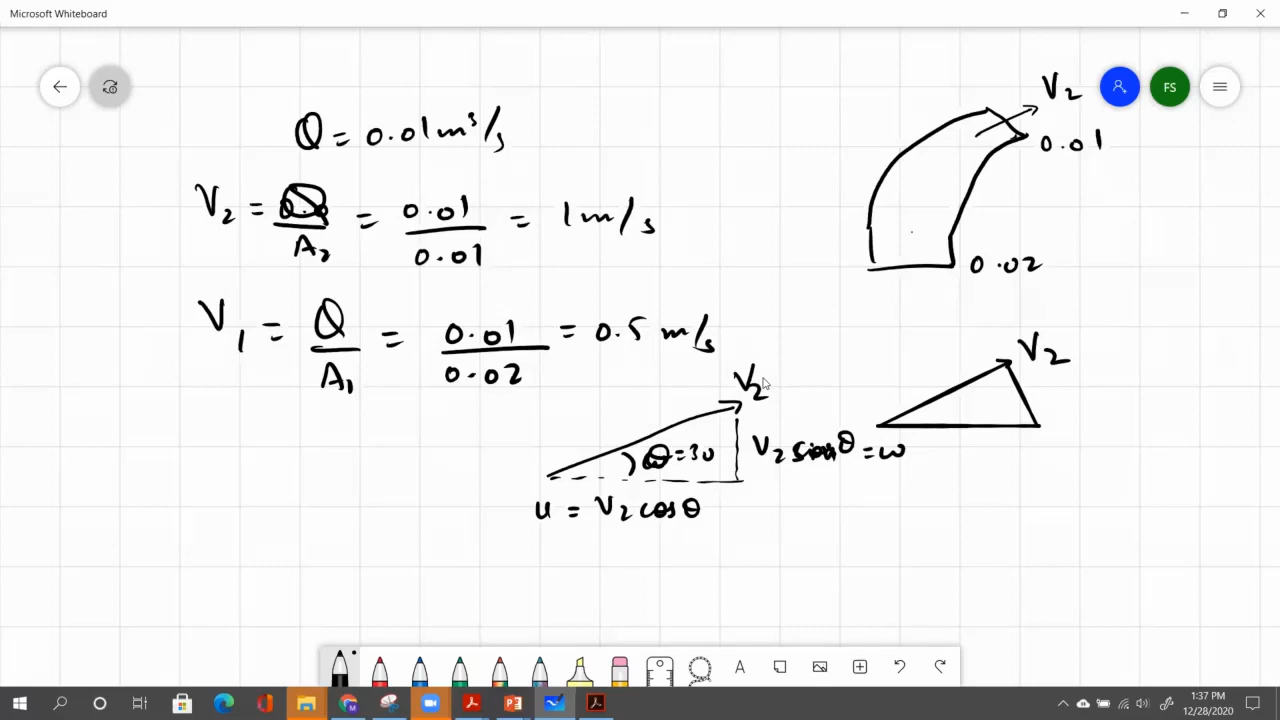 Microsoft Whiteboard
FS
Q = 0.01 m³/s
V₂ = Q/A₂ = 0.01/0.01 = 1 m/s
V₁ = Q/A₁ = 0.01/0.02 = 0.5 m/s
V₂
0.01
0.02
V₂
V₂
θ = 30
V₂ sinθ = ω
u = V₂ cosθ
A
1:37 PM
12/28/2020